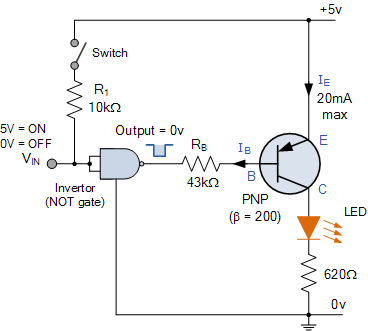 +5v
Switch
IE
R1
10kΩ
20mA
max
5V = ON
0V = OFF
VIN
Output = 0v
RB
IB
E
B
C
Invertor
(NOT gate)
43kΩ
PNP
(β = 200)
LED
620Ω
0v